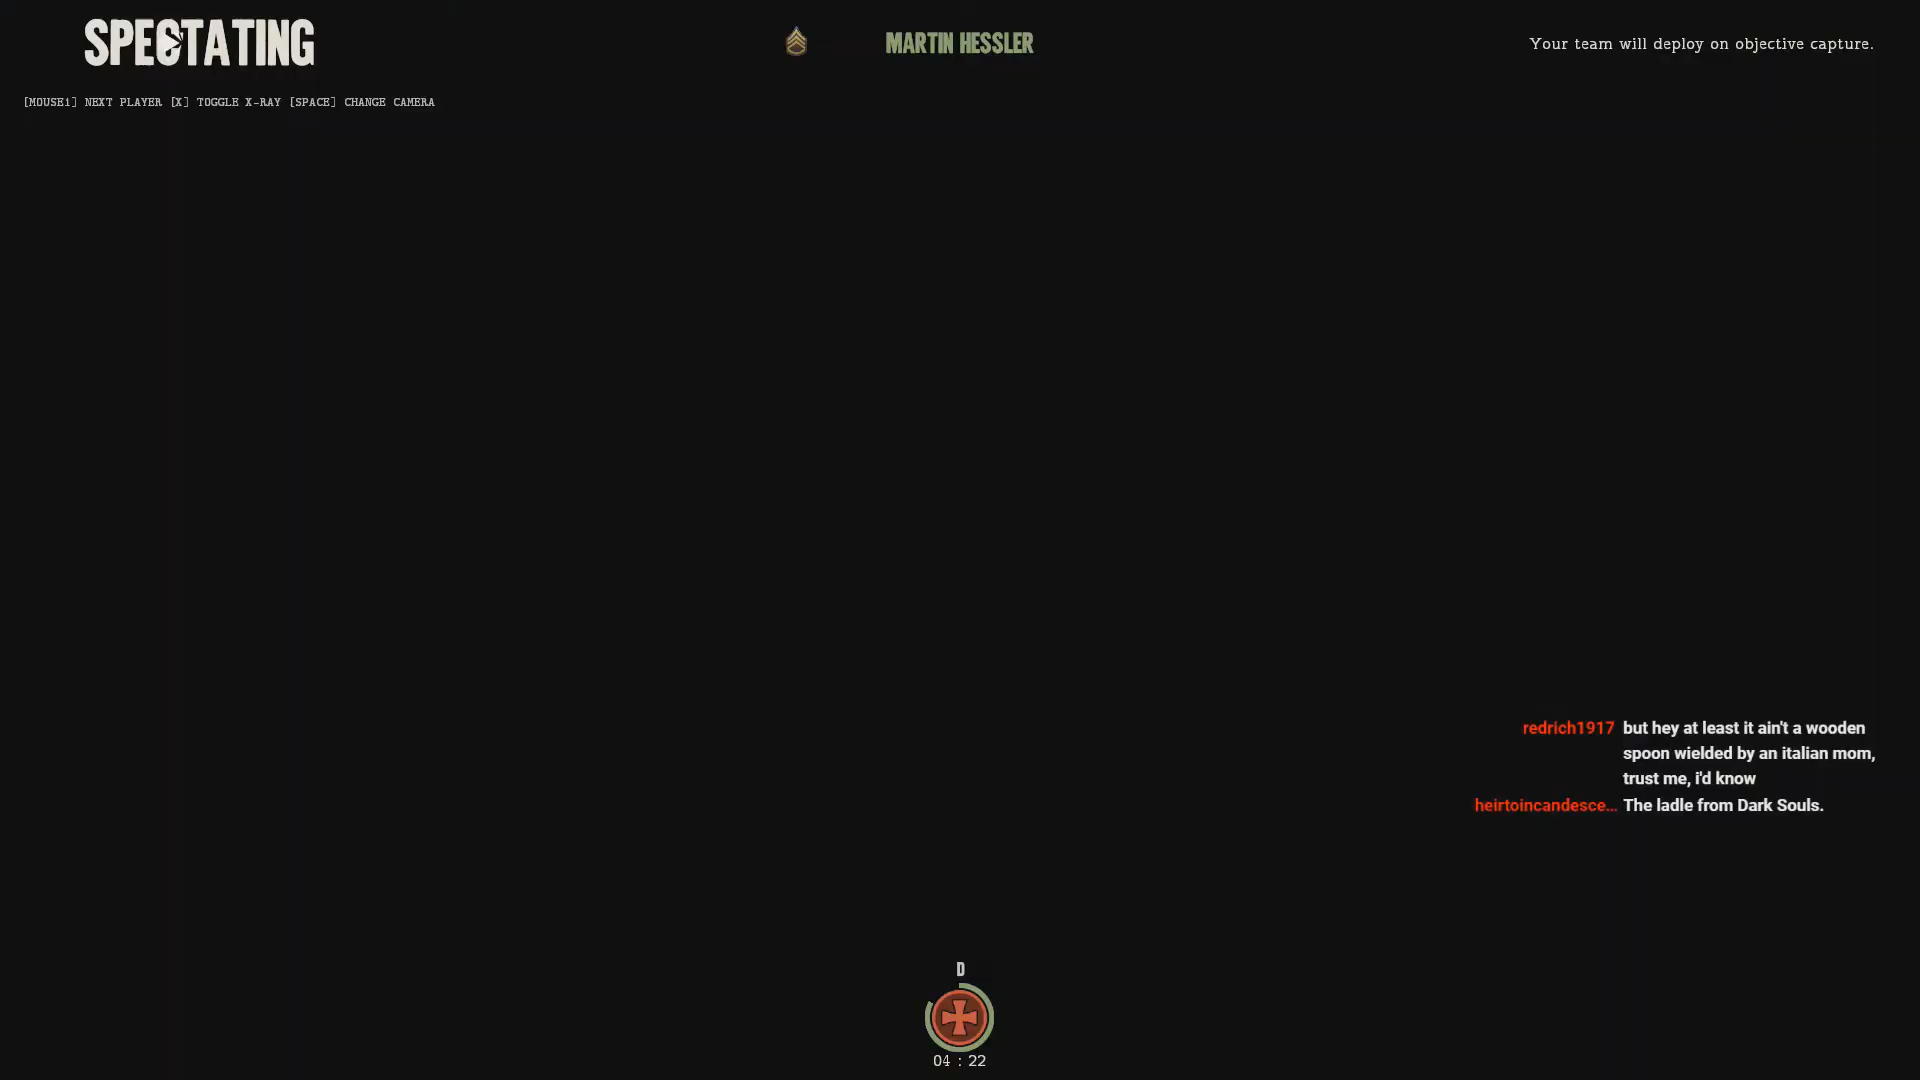 SPECTATING
MARTIN HESSLER
Your team will deploy on objective capture.
[MOUSE1] NEXT PLAYER [X] TOGGLE X-RAY [SPACE] CHANGE CAMERA
redrich1917 but hey at least it ain't a wooden
spoon wielded by an italian mom,
trust me, i'd know
heirtoincandesce... The ladle from Dark Souls.
D
04 : 22